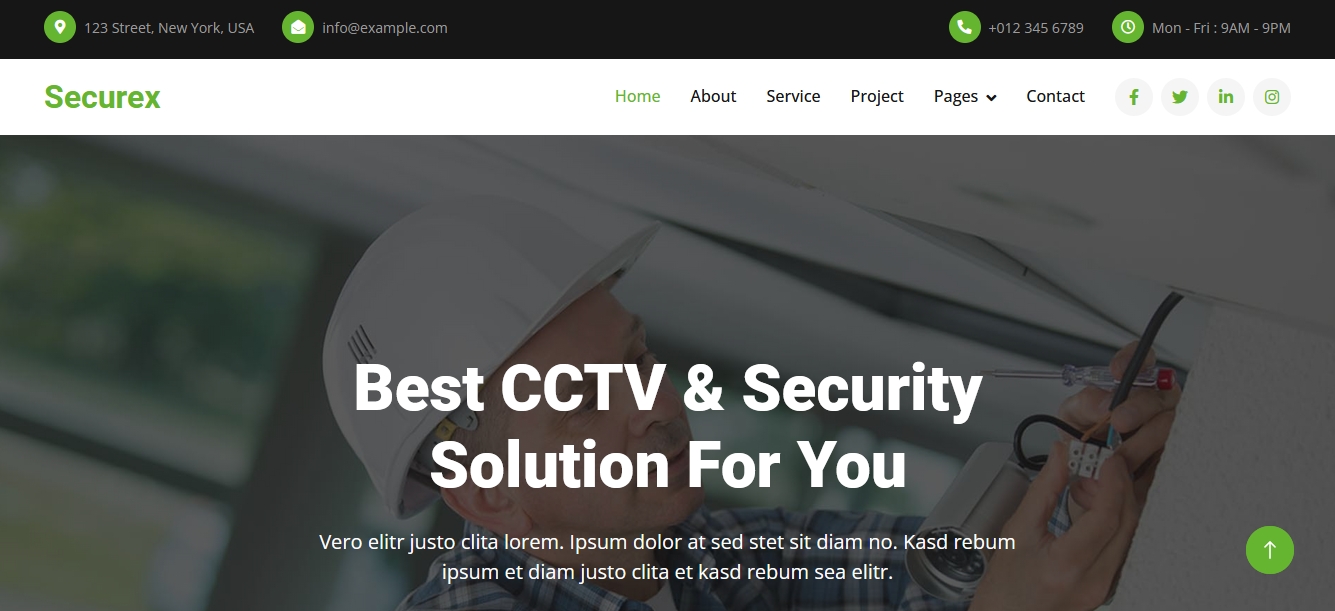 123 Street, New York, USA info@example.com +012 345 6789 Mon - Fri : 9AM - 9PM
Securex Home About Service Project Pages Contact
Best CCTV & Security
Solution For You
Vero elitr justo clita lorem. Ipsum dolor at sed stet sit diam no. Kasd rebum
ipsum et diam justo clita et kasd rebum sea elitr.